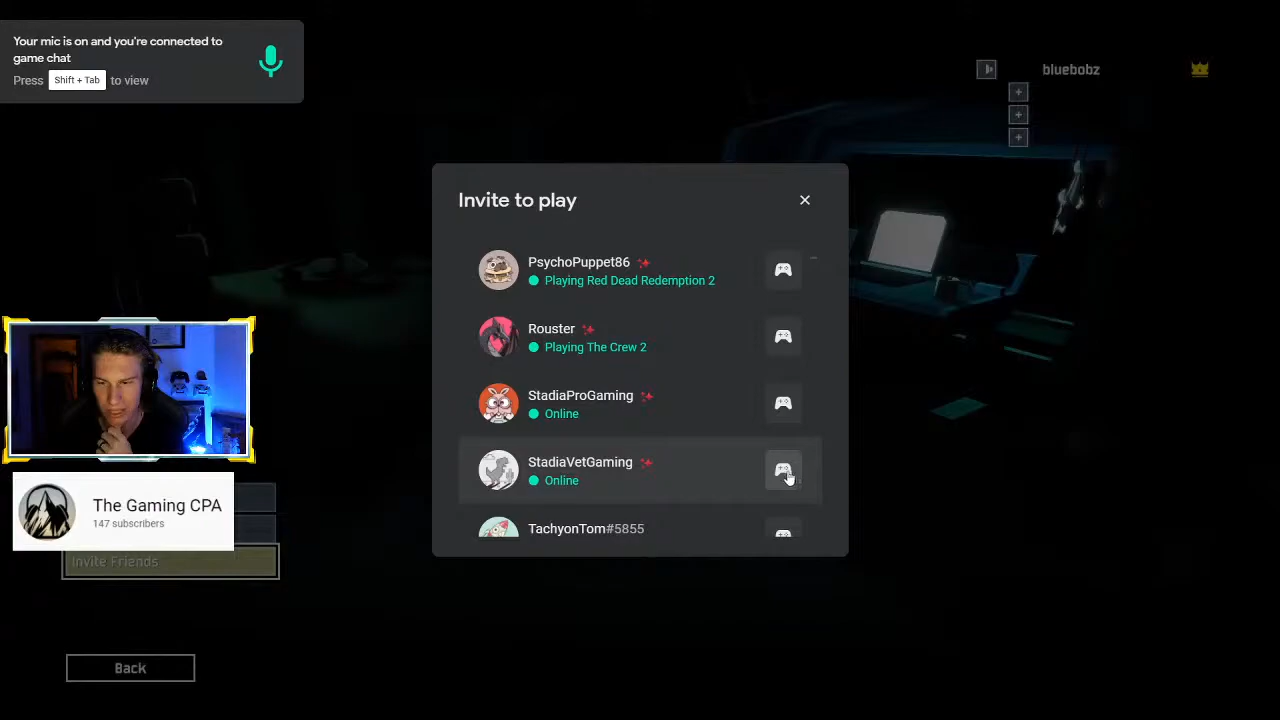 Your mic is on and you're connected to
game chat
Press Shift + Tab to view
bluebobz
Invite to play
PsychoPuppet86
Playing Red Dead Redemption 2
Rouster
Playing The Crew 2
StadiaProGaming
Online
StadiaVetGaming
Online
TachyonTom#5855
The Gaming CPA
147 subscribers
Invite Friends
Back